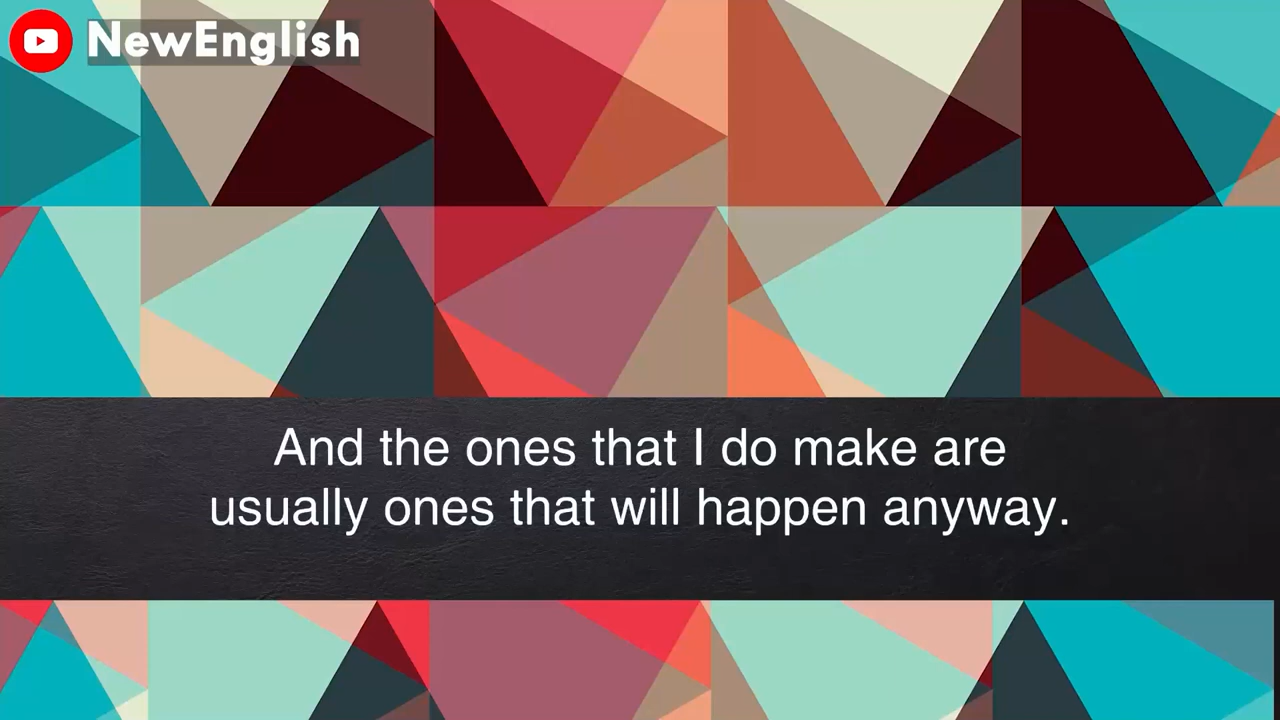 NewEnglish
And the ones that I do make are
usually ones that will happen anyway.